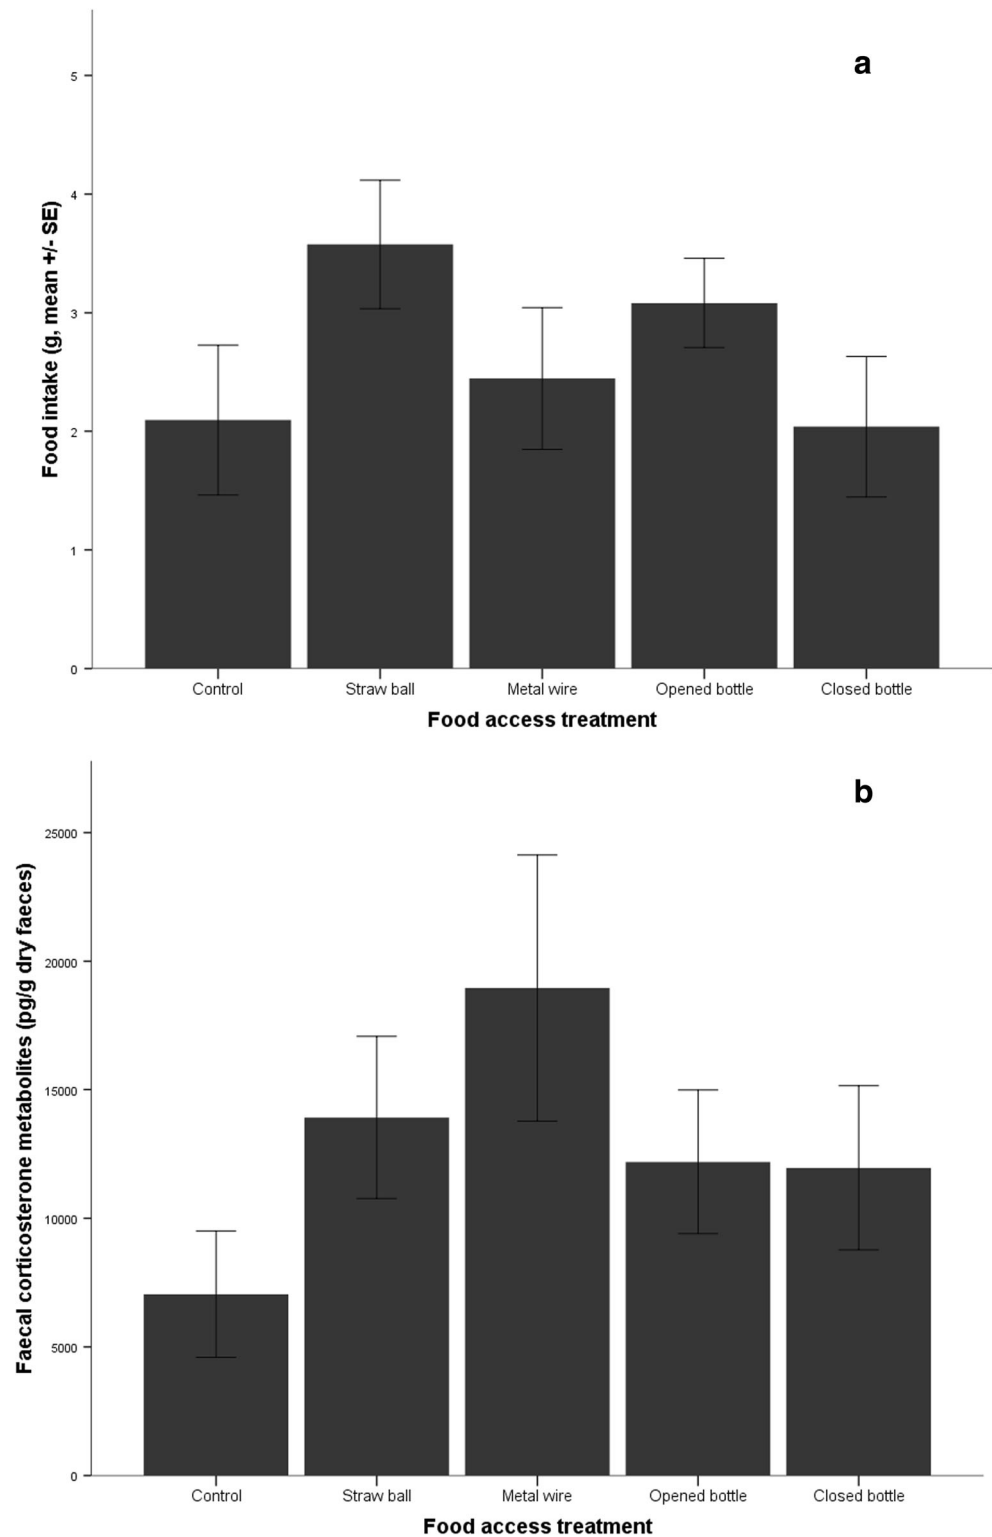 a
5
4
3
2
1
0
Food intake (g, mean +/- SE)
Control Straw ball Metal wire Opened bottle Closed bottle
Food access treatment
b
25000
20000
15000
10000
5000
0
Faecal corticosterone metabolites (pg/g dry faeces)
Control Straw ball Metal wire Opened bottle Closed bottle
Food access treatment